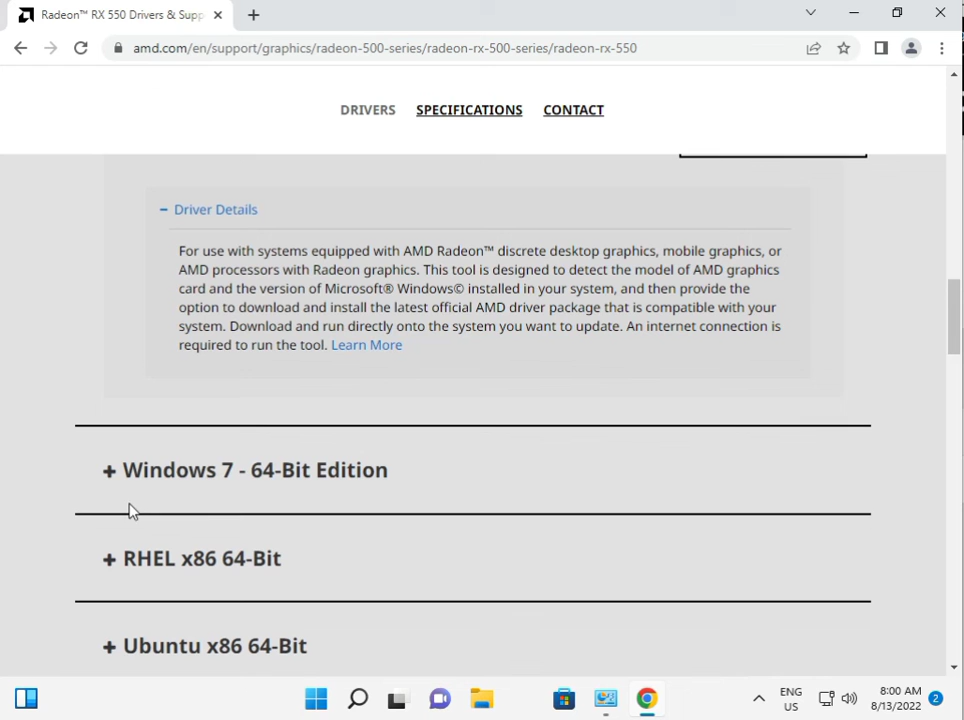 Radeon™ RX 550 Drivers & Supp
amd.com/en/support/graphics/radeon-500-series/radeon-rx-500-series/radeon-rx-550
DRIVERS SPECIFICATIONS CONTACT
− Driver Details
For use with systems equipped with AMD Radeon™ discrete desktop graphics, mobile graphics, or
AMD processors with Radeon graphics. This tool is designed to detect the model of AMD graphics
card and the version of Microsoft® Windows© installed in your system, and then provide the
option to download and install the latest official AMD driver package that is compatible with your
system. Download and run directly onto the system you want to update. An internet connection is
required to run the tool. Learn More
+ Windows 7 - 64-Bit Edition
+ RHEL x86 64-Bit
+ Ubuntu x86 64-Bit
ENG
US
8:00 AM
8/13/2022
2